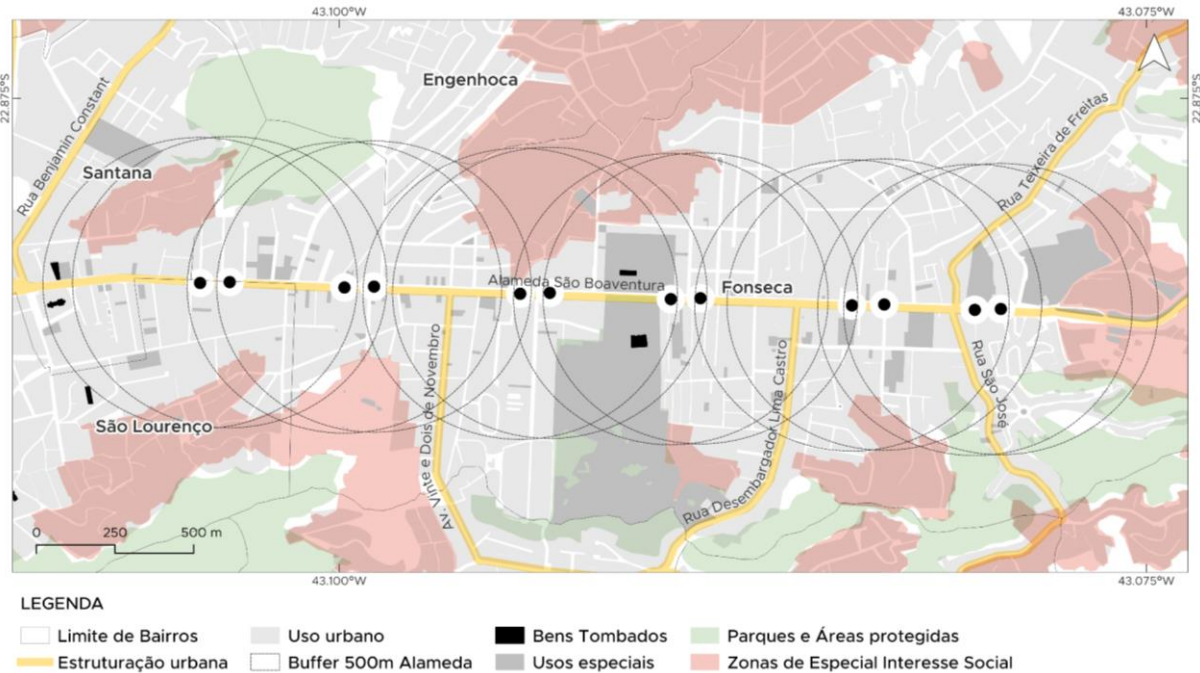 43.100°W
43.075°W
22.875°S
22.875°S
Engenhoca
Rua Benjamin Constant
Santana
Rua Teixeira de Freitas
Alameda São Boaventura
Fonseca
Av. Vinte e Dois de Novembro
Rua Desembargador Lima Castro
Rua São José
São Lourenço
0 250 500 m
43.100°W
43.075°W
LEGENDA
Limite de Bairros
Uso urbano
Bens Tombados
Parques e Áreas protegidas
Estruturação urbana
Buffer 500m Alameda
Usos especiais
Zonas de Especial Interesse Social